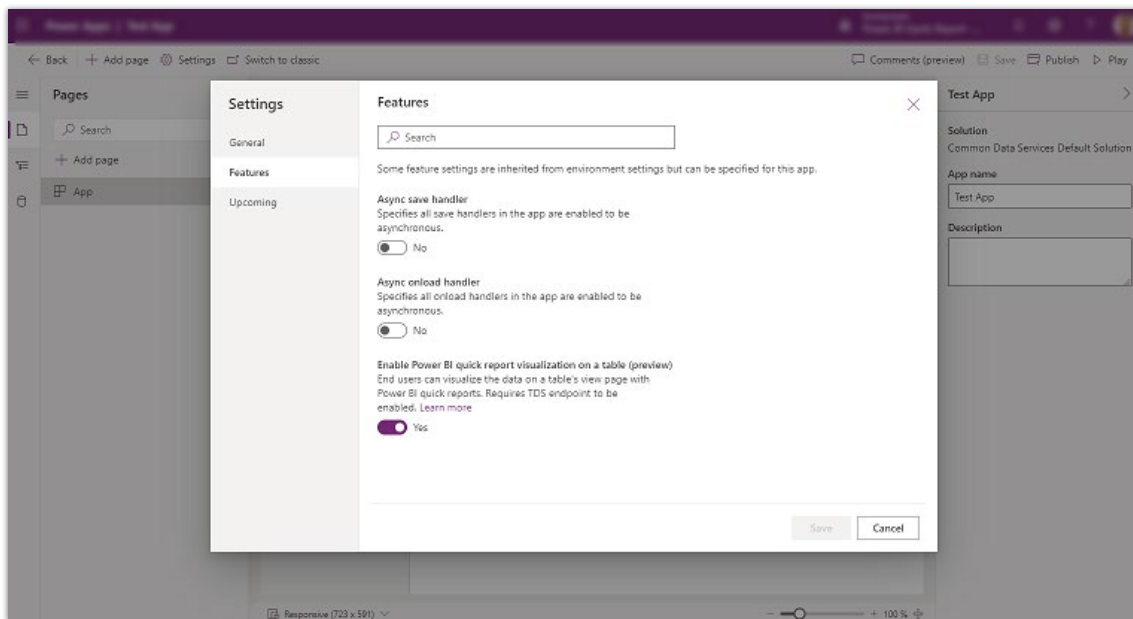 Power Apps | Test App
Back
Add page
Settings
Switch to classic
Comments (preview)
Save
Publish
Play
Pages
Search
Add page
App
Settings
General
Features
Upcoming
Features
Search
Some feature settings are inherited from environment settings but can be specified for this app.
Async save handler
Specifies all save handlers in the app are enabled to be
asynchronous.
No
Async onload handler
Specifies all onload handlers in the app are enabled to be
asynchronous.
No
Enable Power BI quick report visualization on a table (preview)
End users can visualize the data on a table's view page with
Power BI quick reports. Requires TDS endpoint to be
enabled. Learn more
Yes
Save
Cancel
Test App
Solution
Common Data Services Default Solution
App name
Test App
Description
Responsive (723 x 591)
100 %